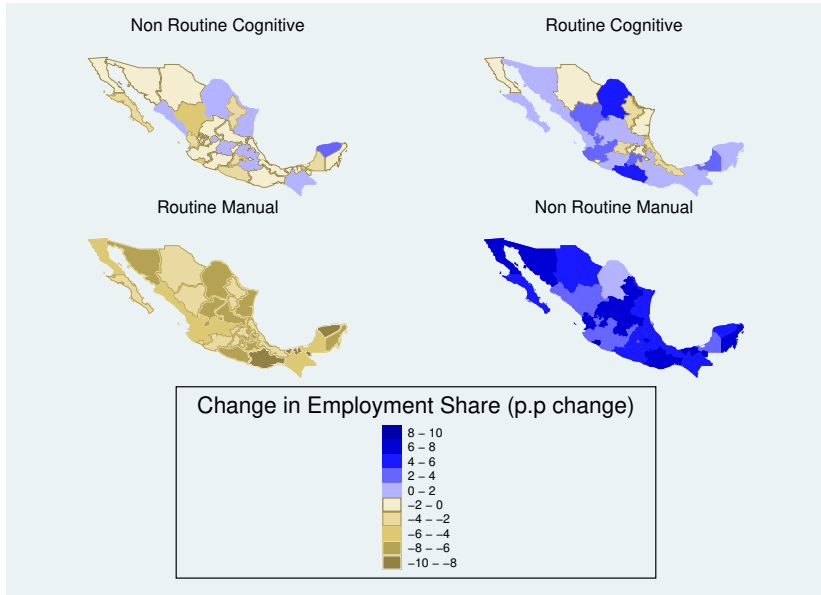 Non Routine Cognitive
Routine Cognitive
Routine Manual
Non Routine Manual
Change in Employment Share (p.p change)
8 − 10
6 − 8
4 − 6
2 − 4
0 − 2
−2 − 0
−4 − −2
−6 − −4
−8 − −6
−10 − −8